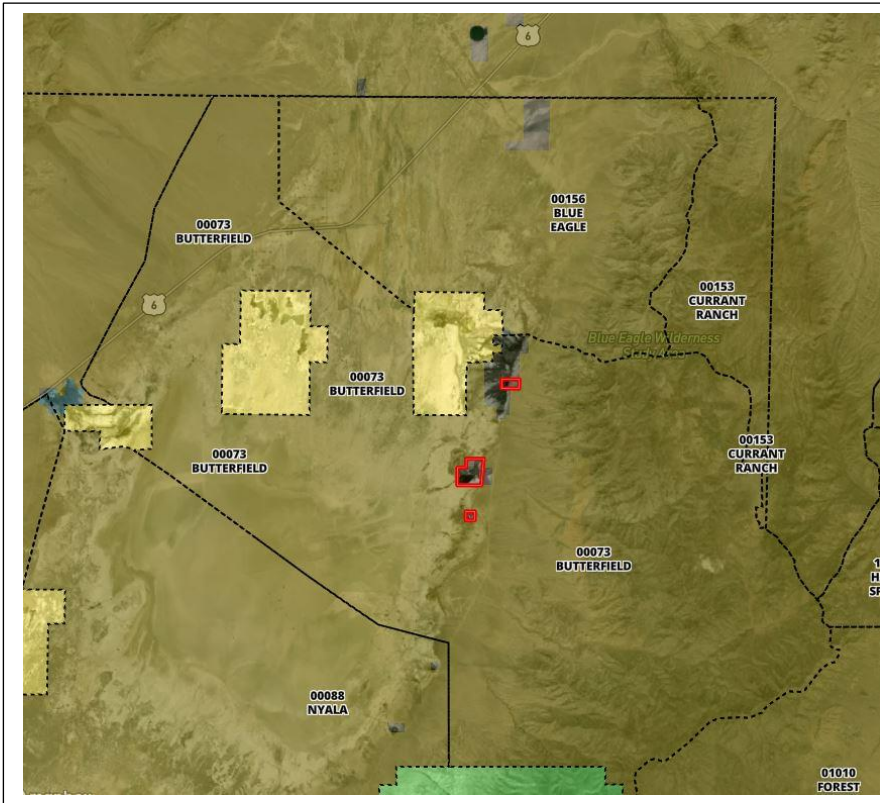 6
00156
BLUE
EAGLE
00073
BUTTERFIELD
00153
CURRANT
RANCH
6
Blue Eagle Wilderness
00073
BUTTERFIELD
00153
CURRANT
RANCH
00073
BUTTERFIELD
00073
BUTTERFIELD
00088
NYALA
01010
FOREST